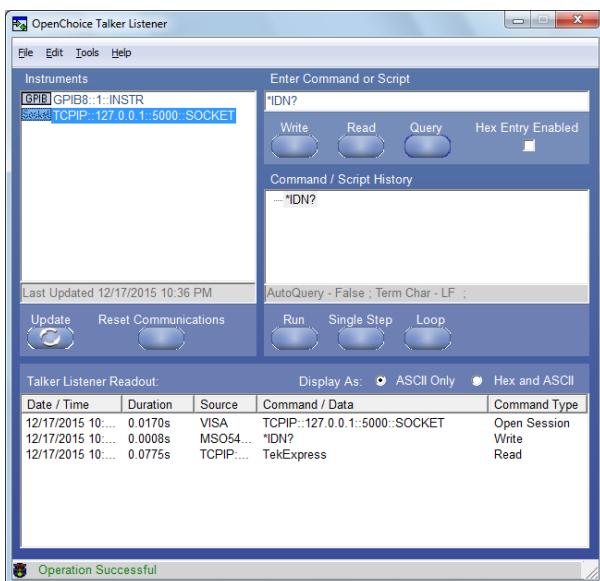 OpenChoice Talker Listener
File Edit Tools Help
Instruments
GPIB GPIB8::1::INSTR
Socket TCPIP::127.0.0.1::5000::SOCKET
Last Updated 12/17/2015 10:36 PM
Update Reset Communications
Enter Command or Script
*IDN?
Write Read Query Hex Entry Enabled
Command / Script History
*IDN?
AutoQuery - False ; Term Char - LF ;
Run Single Step Loop
Talker Listener Readout: Display As: ASCII Only Hex and ASCII
Date / Time Duration Source Command / Data Command Type
12/17/2015 10:... 0.0170s VISA TCPIP::127.0.0.1::5000::SOCKET Open Session
12/17/2015 10:... 0.0008s MSO54... *IDN? Write
12/17/2015 10:... 0.0775s TCPIP:... TekExpress Read
Operation Successful